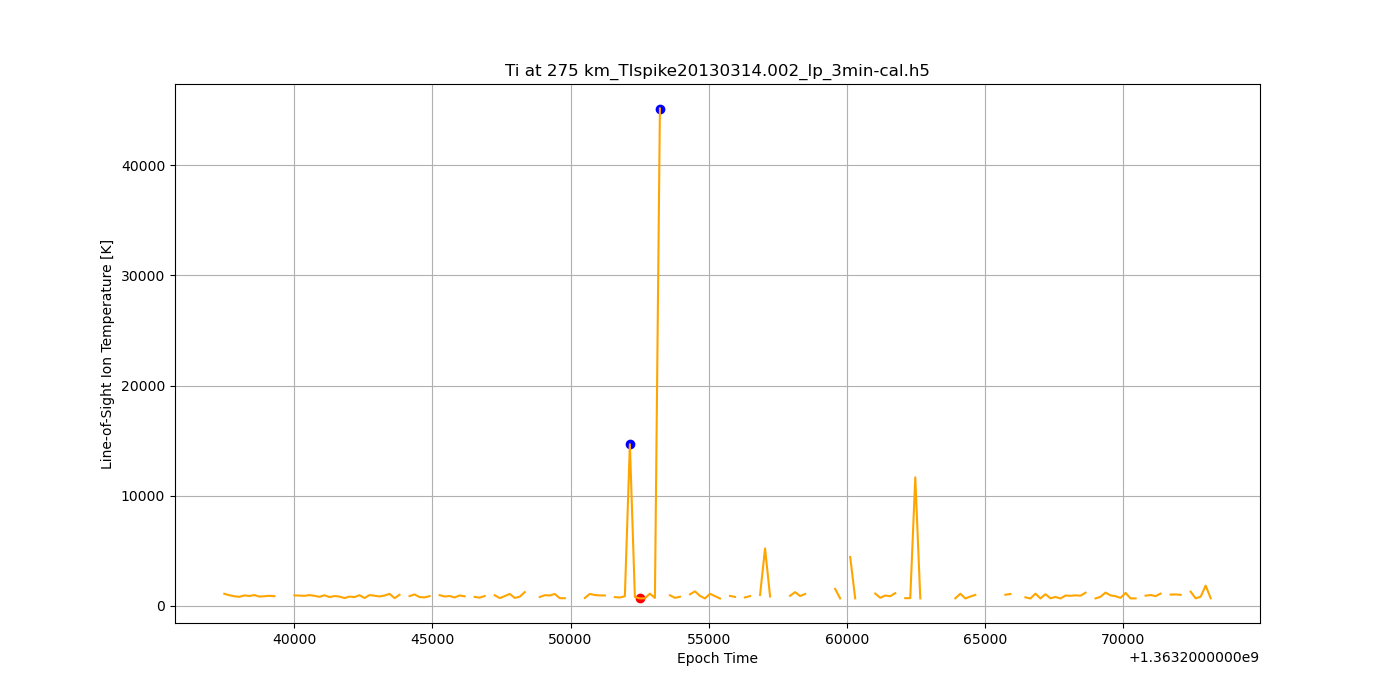 Ti at 275 km_TIspike20130314.002_lp_3min-cal.h5
Line-of-Sight Ion Temperature [K]
40000
30000
20000
10000
0
40000 45000 50000 55000 60000 65000 70000
Epoch Time
+1.3632000000e9